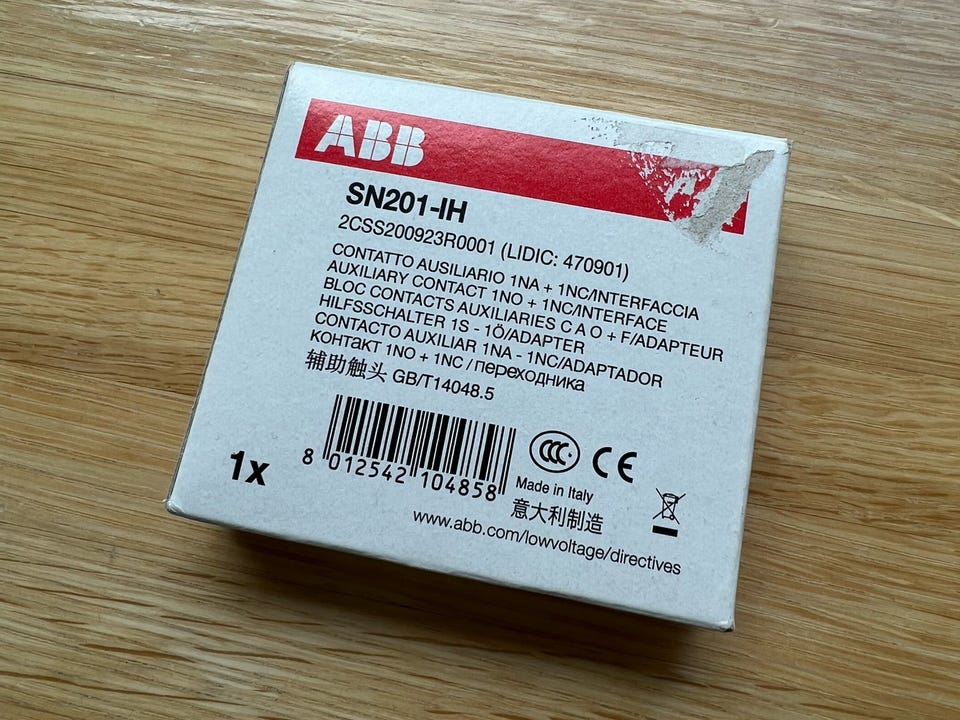 ABB
SN201-IH
2CSS200923R0001 (LIDIC: 470901)
CONTATTO AUSILIARIO 1NA + 1NC/INTERFACCIA
AUXILIARY CONTACT 1NO + 1NC/INTERFACE
BLOC CONTACTS AUXILIARIES C A O + F/ADAPTEUR
HILFSSCHALTER 1S - 1Ö/ADAPTER
CONTACTO AUXILIAR 1NA - 1NC/ADAPTADOR
КОНТаКТ 1NO + 1NC / переходника
辅助触头 GB/T14048.5
1x
8 012542 104858
CCC CE
Made in Italy
意大利制造
www.abb.com/lowvoltage/directives